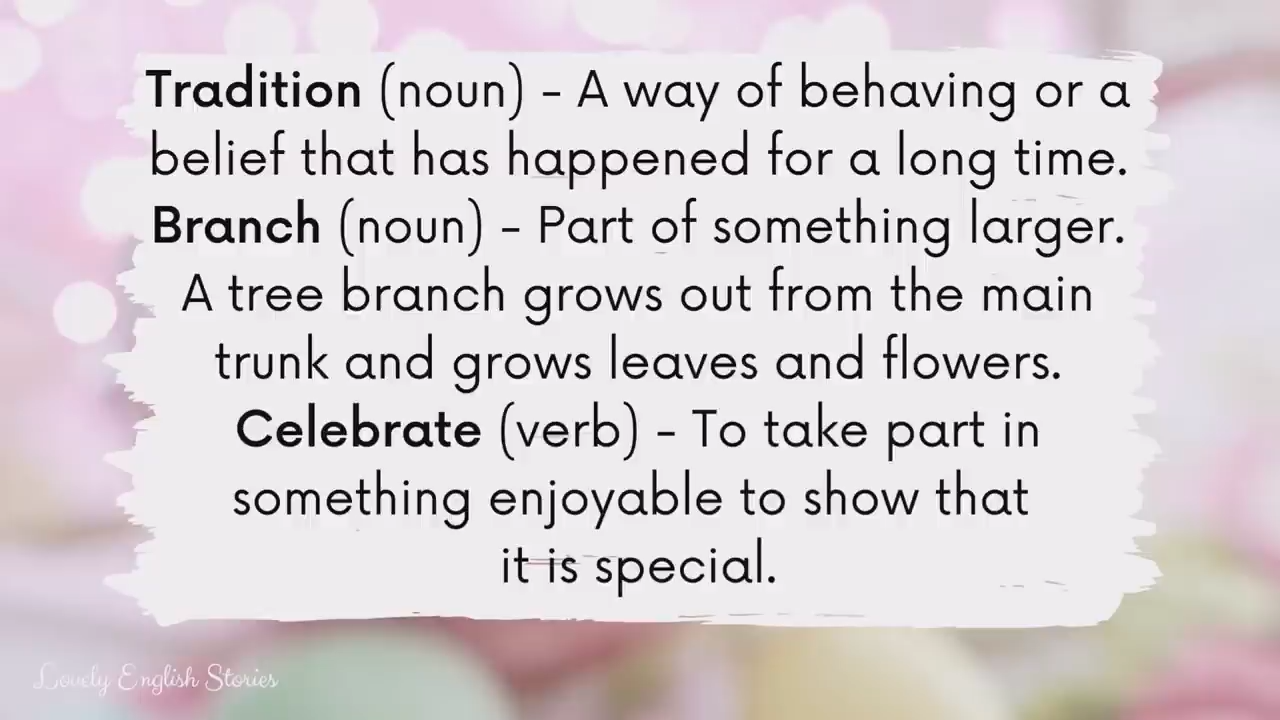 Tradition (noun) - A way of behaving or a
belief that has happened for a long time.
Branch (noun) - Part of something larger.
A tree branch grows out from the main
trunk and grows leaves and flowers.
Celebrate (verb) - To take part in
something enjoyable to show that
it is special.
Lovely English Stories